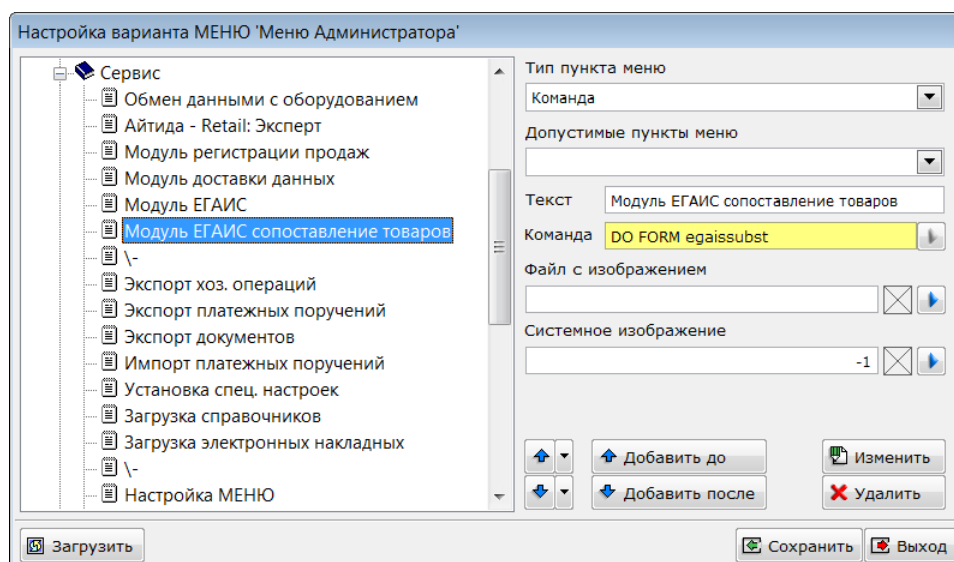 Настройка варианта МЕНЮ 'Меню Администратора'
Сервис
Обмен данными с оборудованием
Айтида - Retail: Эксперт
Модуль регистрации продаж
Модуль доставки данных
Модуль ЕГАИС
Модуль ЕГАИС сопоставление товаров
\-
Экспорт хоз. операций
Экспорт платежных поручений
Экспорт документов
Импорт платежных поручений
Установка спец. настроек
Загрузка справочников
Загрузка электронных накладных
\-
Настройка МЕНЮ
Тип пункта меню
Команда
Допустимые пункты меню
Текст Модуль ЕГАИС сопоставление товаров
Команда DO FORM egaissubst
Файл с изображением
Системное изображение
-1
Добавить до Изменить
Добавить после Удалить
Загрузить Сохранить Выход